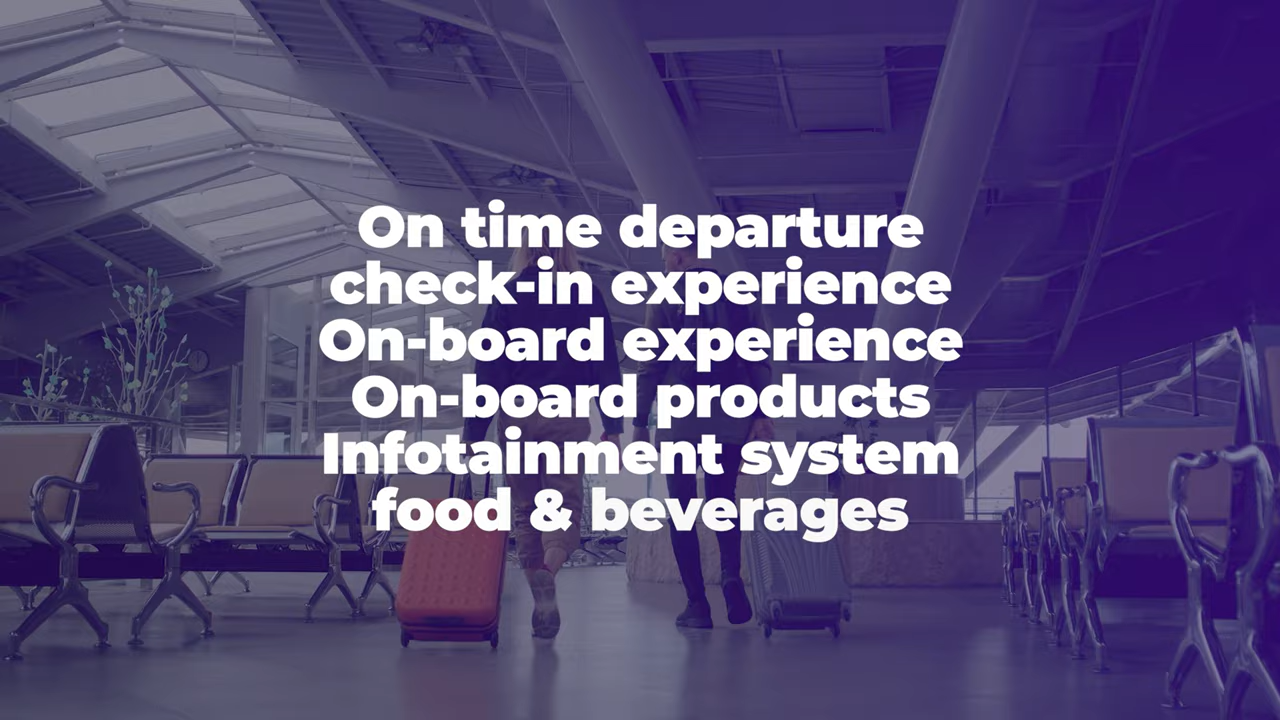 On time departure
check-in experience
On-board experience
On-board products
Infotainment system
food & beverages